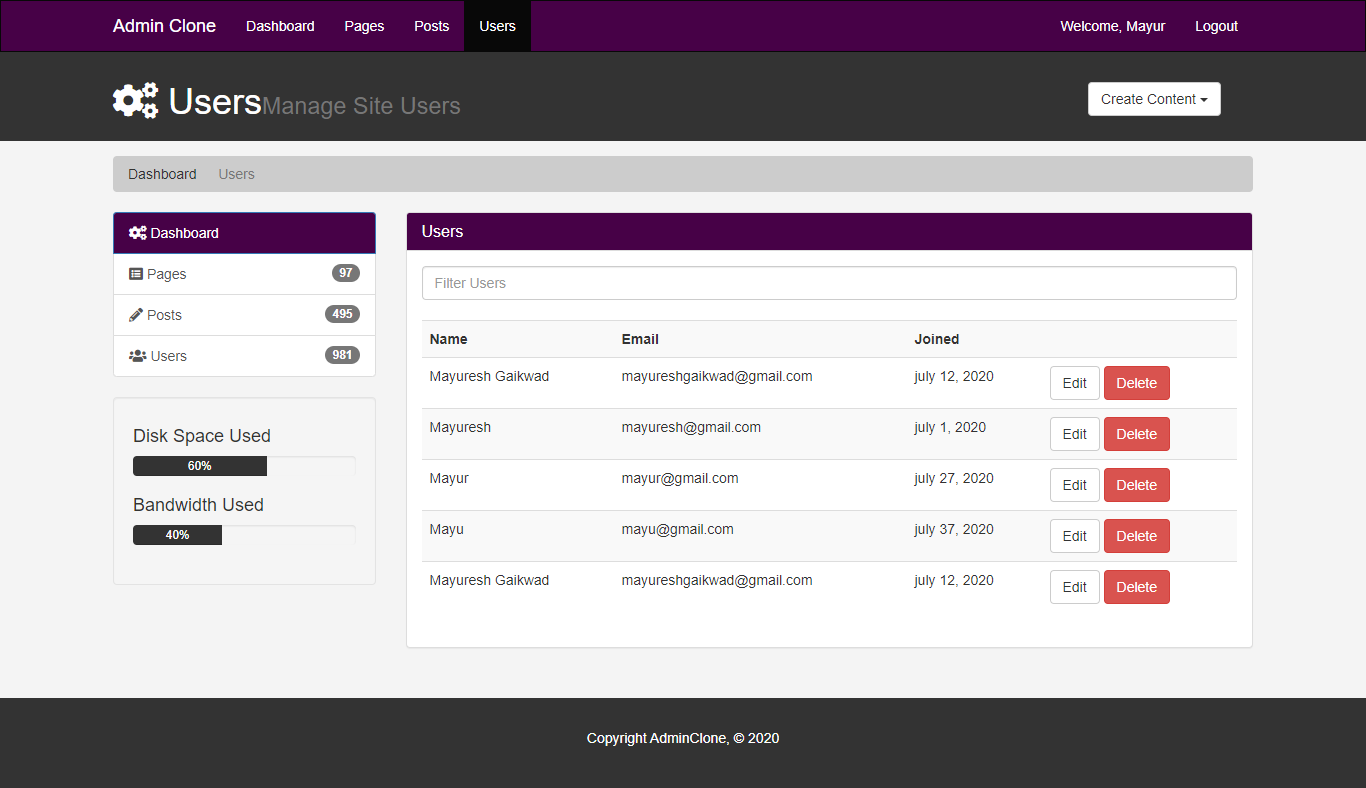 Admin Clone Dashboard Pages Posts Users Welcome, Mayur Logout
UsersManage Site Users Create Content
Dashboard Users
Dashboard
Pages 97
Posts 495
Users 981
Disk Space Used
60%
Bandwidth Used
40%
Users
Filter Users
Name Email Joined
Mayuresh Gaikwad mayureshgaikwad@gmail.com july 12, 2020 Edit Delete
Mayuresh mayuresh@gmail.com july 1, 2020 Edit Delete
Mayur mayur@gmail.com july 27, 2020 Edit Delete
Mayu mayu@gmail.com july 37, 2020 Edit Delete
Mayuresh Gaikwad mayureshgaikwad@gmail.com july 12, 2020 Edit Delete
Copyright AdminClone, © 2020